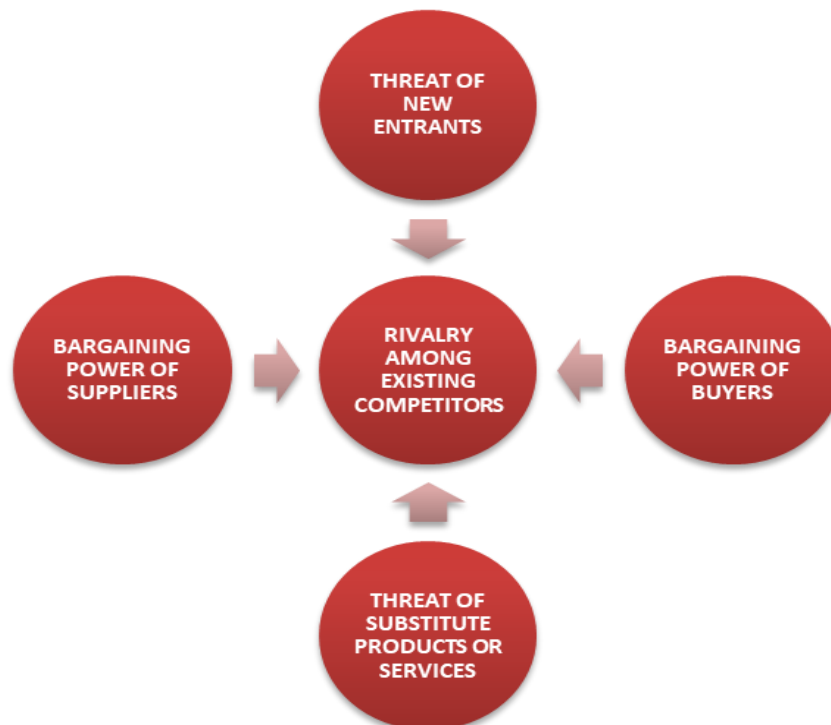 THREAT OF
NEW
ENTRANTS
BARGAINING
POWER OF
SUPPLIERS
RIVALRY
AMONG
EXISTING
COMPETITORS
BARGAINING
POWER OF
BUYERS
THREAT OF
SUBSTITUTE
PRODUCTS OR
SERVICES